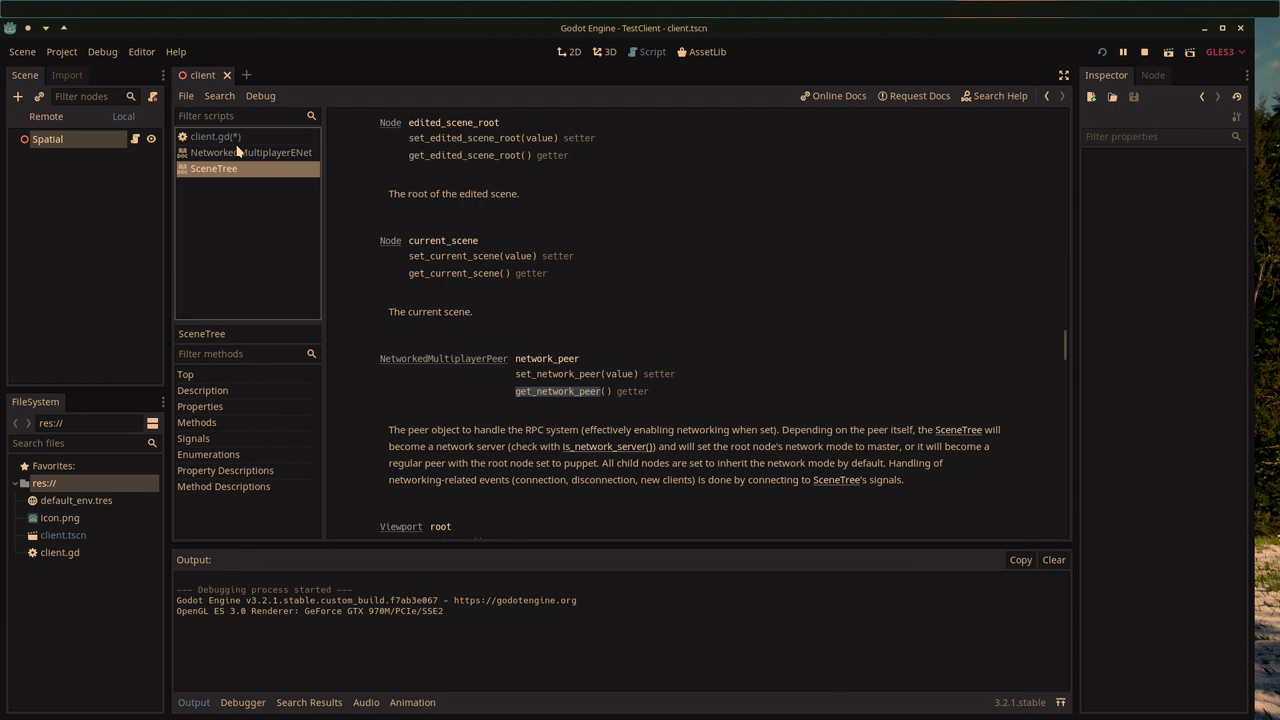 Godot Engine - TestClient - client.tscn
Scene Project Debug Editor Help
2D 3D Script AssetLib
GLES3
Scene Import
client
Inspector Node
Filter nodes
File Search Debug
Online Docs Request Docs Search Help
Remote Local
Filter scripts
Filter properties
Spatial
client.gd(*)
NetworkedMultiplayerENet
SceneTree
Node edited_scene_root
set_edited_scene_root(value) setter
get_edited_scene_root() getter
The root of the edited scene.
Node current_scene
set_current_scene(value) setter
get_current_scene() getter
The current scene.
NetworkedMultiplayerPeer network_peer
set_network_peer(value) setter
get_network_peer() getter
The peer object to handle the RPC system (effectively enabling networking when set). Depending on the peer itself, the SceneTree will
become a network server (check with is_network_server()) and will set the root node's network mode to master, or it will become a
regular peer with the root node set to puppet. All child nodes are set to inherit the network mode by default. Handling of
networking-related events (connection, disconnection, new clients) is done by connecting to SceneTree's signals.
Viewport root
SceneTree
Filter methods
Top
Description
Properties
Methods
Signals
Enumerations
Property Descriptions
Method Descriptions
FileSystem
res://
Search files
Favorites:
res://
default_env.tres
icon.png
client.tscn
client.gd
Output:
Copy Clear
--- Debugging process started ---
Godot Engine v3.2.1.stable.custom_build.f7ab3e067 - https://godotengine.org
OpenGL ES 3.0 Renderer: GeForce GTX 970M/PCIe/SSE2
Output Debugger Search Results Audio Animation
3.2.1.stable